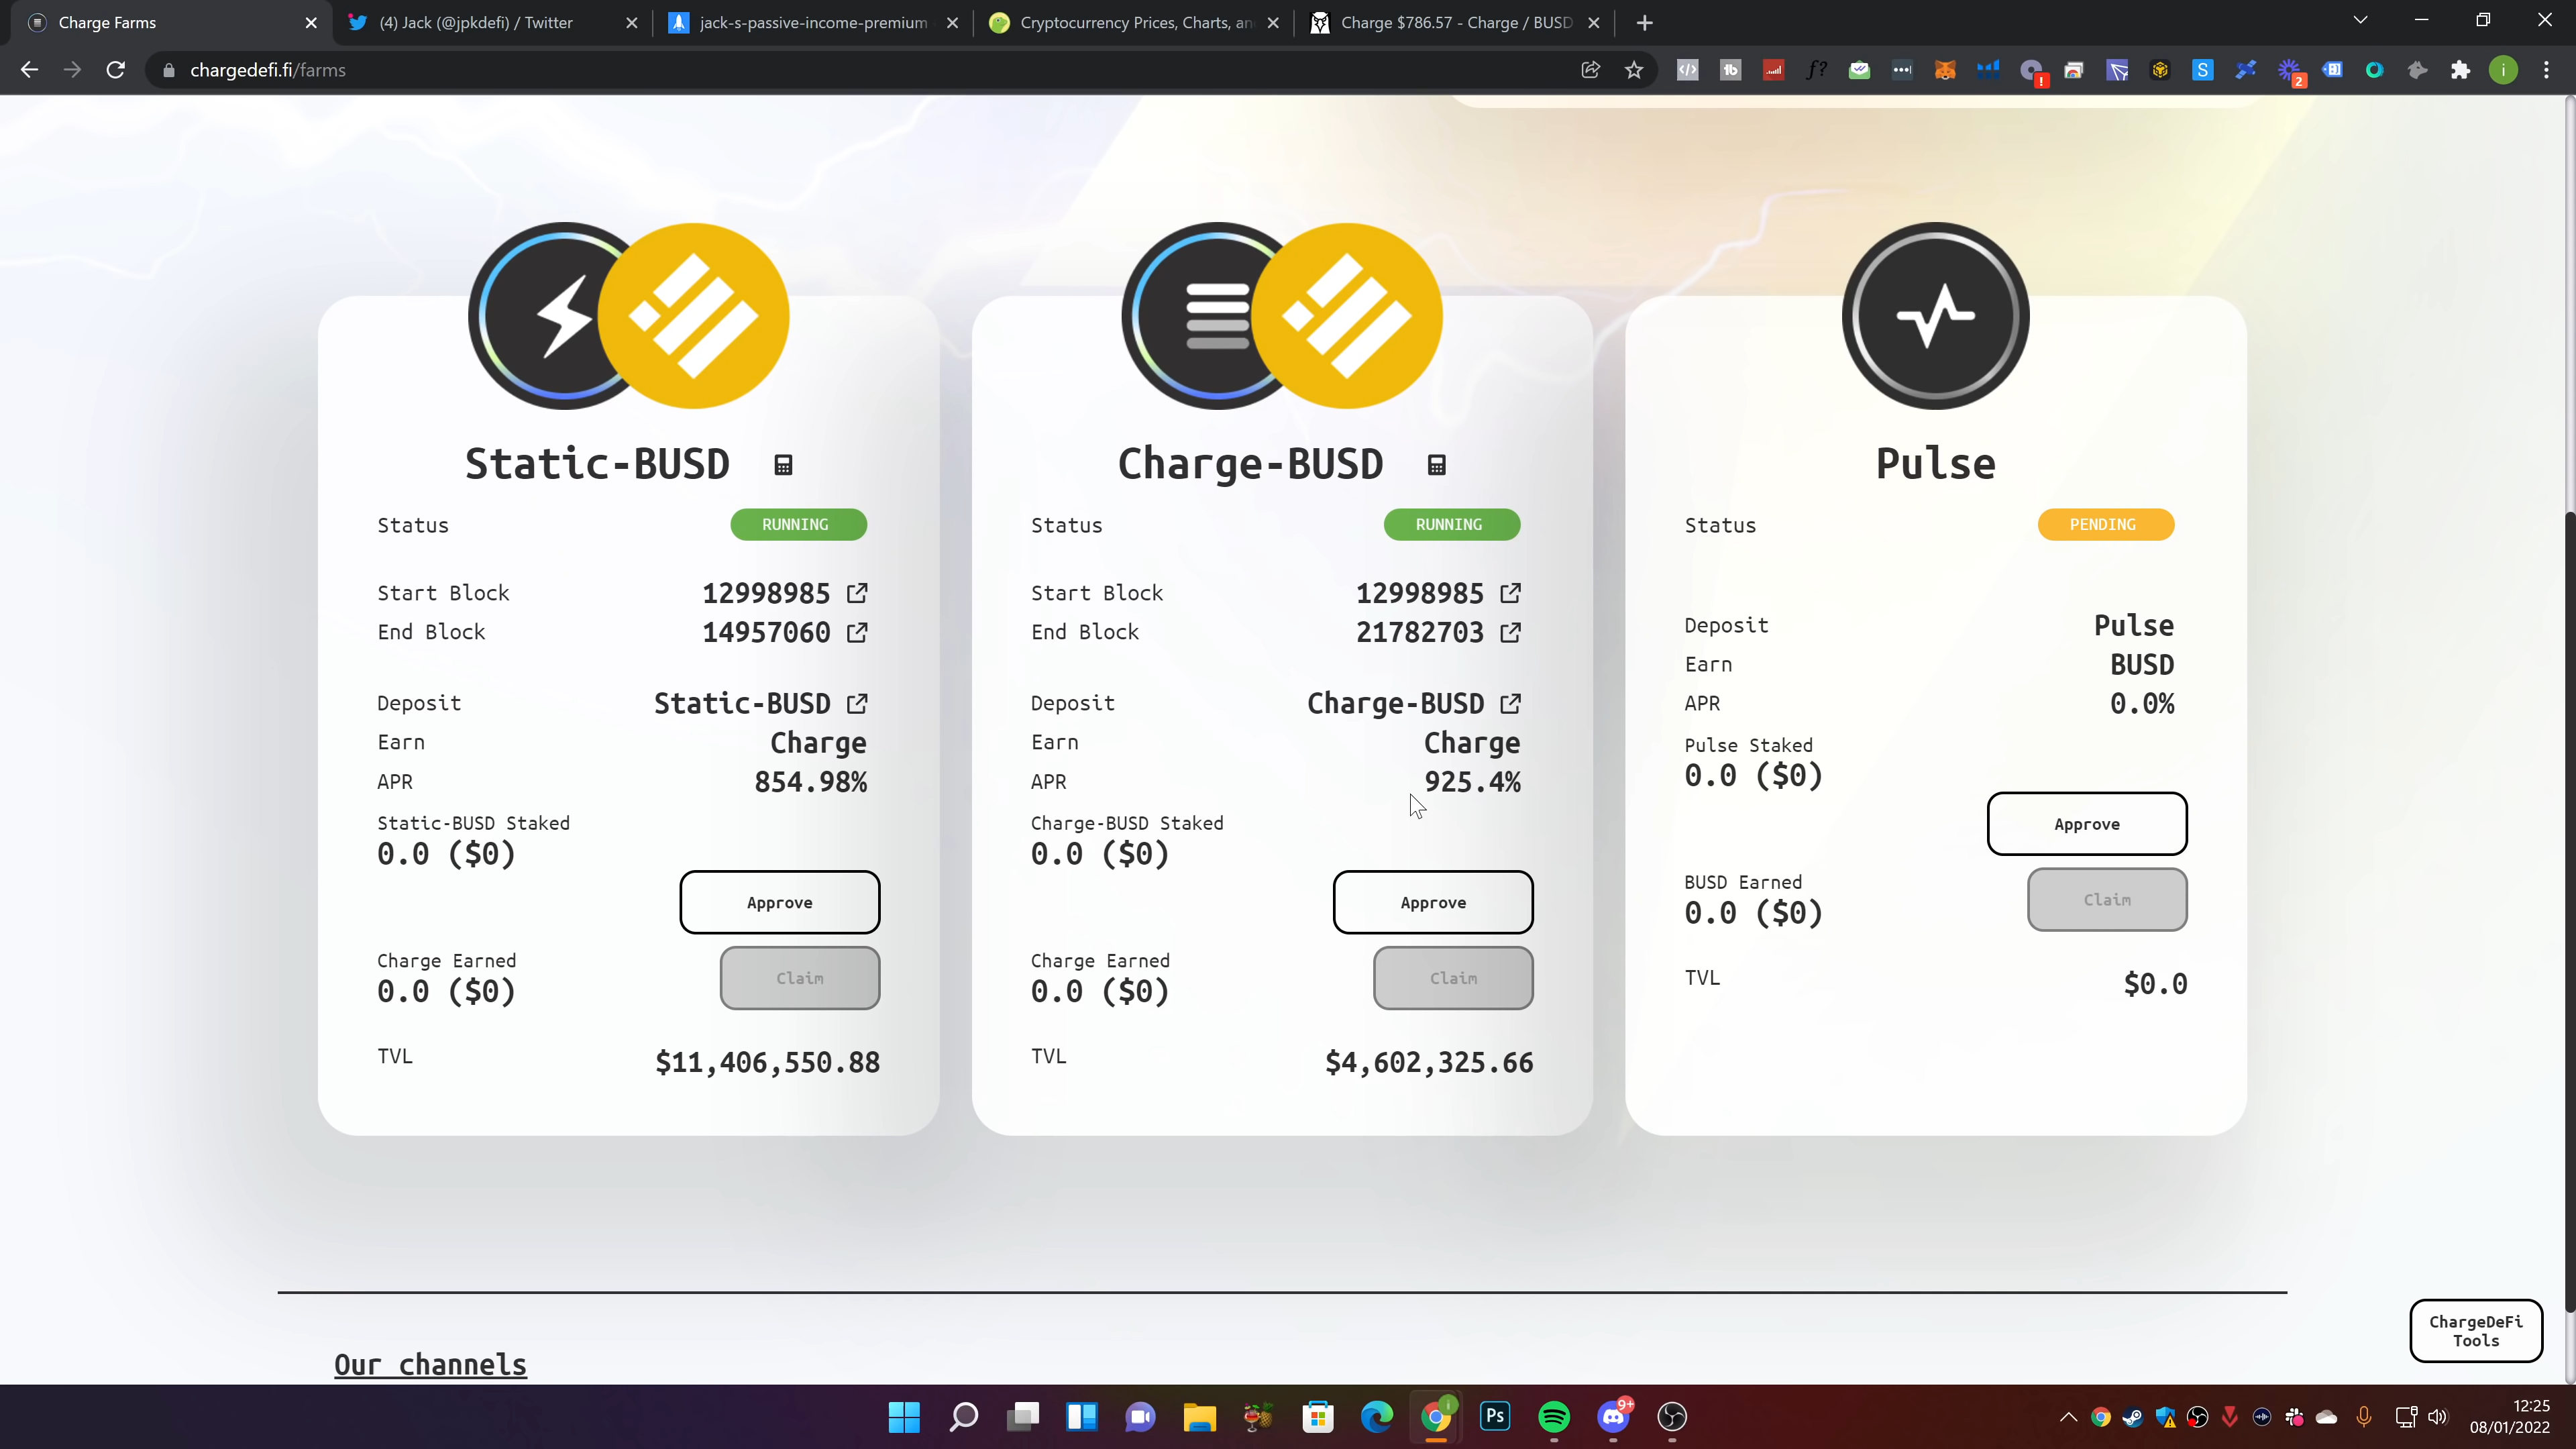 Charge Farms
(4) Jack (@jpkdefi) / Twitter
jack-s-passive-income-premium
Cryptocurrency Prices, Charts, an
Charge $786.57 - Charge / BUSD
chargedefi.fi/farms
Static-BUSD
Status RUNNING
Start Block 12998985
End Block 14957060
Deposit Static-BUSD
Earn Charge
APR 854.98%
Static-BUSD Staked
0.0 ($0)
Approve
Charge Earned
0.0 ($0)
Claim
TVL $11,406,550.88
Charge-BUSD
Status RUNNING
Start Block 12998985
End Block 21782703
Deposit Charge-BUSD
Earn Charge
APR 925.4%
Charge-BUSD Staked
0.0 ($0)
Approve
Charge Earned
0.0 ($0)
Claim
TVL $4,602,325.66
Pulse
Status PENDING
Deposit Pulse
Earn BUSD
APR 0.0%
Pulse Staked
0.0 ($0)
Approve
BUSD Earned
0.0 ($0)
Claim
TVL $0.0
ChargeDeFi
Tools
Our channels
Ps
9+
12:25
08/01/2022